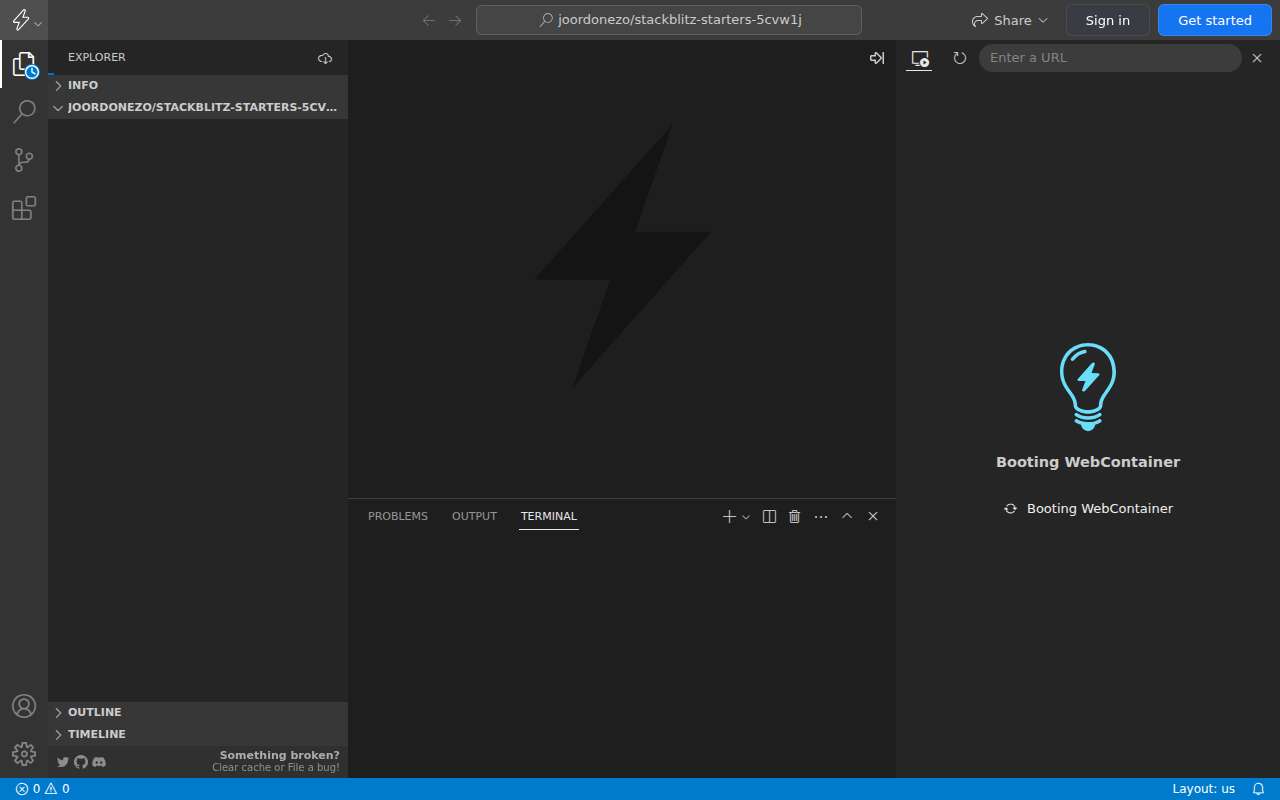 joordonezo/stackblitz-starters-5cvw1j
Share
Sign in
Get started
EXPLORER
Enter a URL
INFO
JOORDONEZO/STACKBLITZ-STARTERS-5CV...
Booting WebContainer
Booting WebContainer
PROBLEMS
OUTPUT
TERMINAL
OUTLINE
TIMELINE
Something broken?
Clear cache or File a bug!
0
0
Layout: us